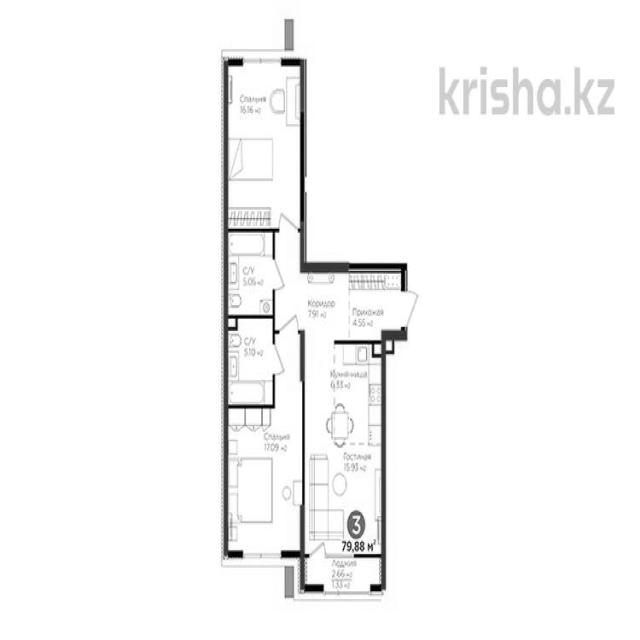 krisha.kz
Спальня
16.16 м2
С/У
5.05 м2
Коридор
7.91 м2
Прихожая
4.55 м2
С/У
5.10 м2
Кухня-ниша
6.33 м2
Спальня
17.09 м2
Гостиная
15.93 м2
3
79,88 м²
Лоджия
2.66 м2
1.33 м2